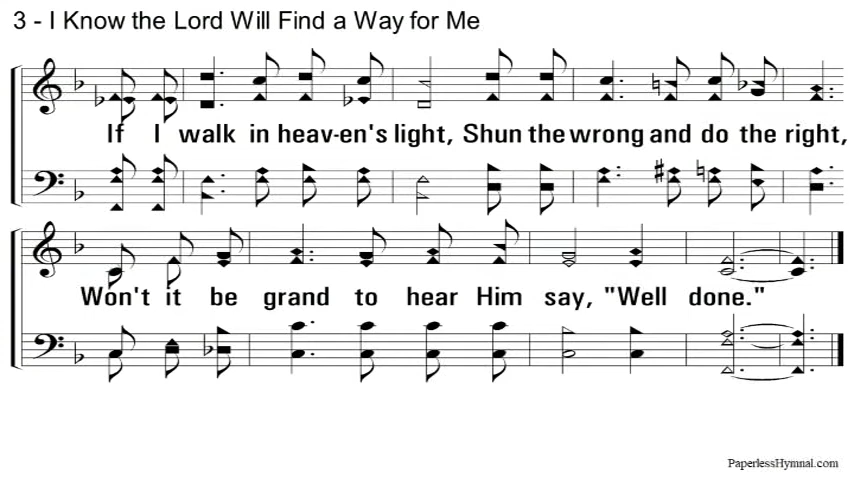 3 - I Know the Lord Will Find a Way for Me
If I walk in heav-en's light, Shun the wrong and do the right,
Won't it be grand to hear Him say, "Well done."
PaperlessHymnal.com